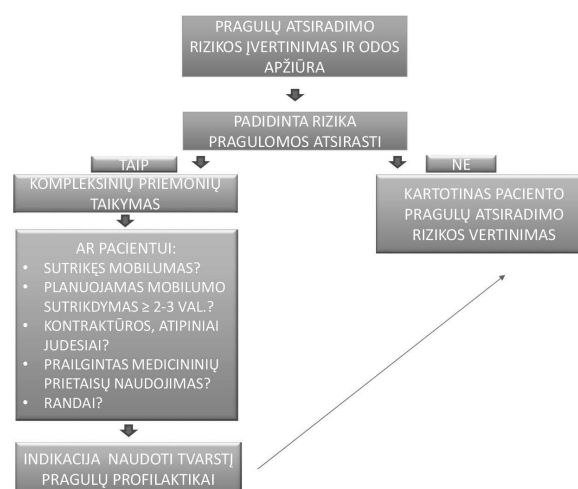 PRAGULŲ ATSIRADIMO
RIZIKOS ĮVERTINIMAS IR ODOS
APŽIŪRA
PADIDINTA RIZIKA
PRAGULOMOS ATSIRASTI
TAIP
NE
KOMPLEKSINIŲ PRIEMONIŲ
TAIKYMAS
KARTOTINAS PACIENTO
PRAGULŲ ATSIRADIMO
RIZIKOS VERTINIMAS
AR PACIENTUI:
• SUTRIKĘS MOBILUMAS?
• PLANUOJAMAS MOBILUMO
SUTRIKDYMAS ≥ 2-3 VAL.?
• KONTRAKTŪROS, ATIPINIAI
JUDESIAI?
• PRAILGINTAS MEDICININIŲ
PRIETAISŲ NAUDOJIMAS?
• RANDAI?
INDIKACIJA NAUDOTI TVARSTĮ
PRAGULŲ PROFILAKTIKAI